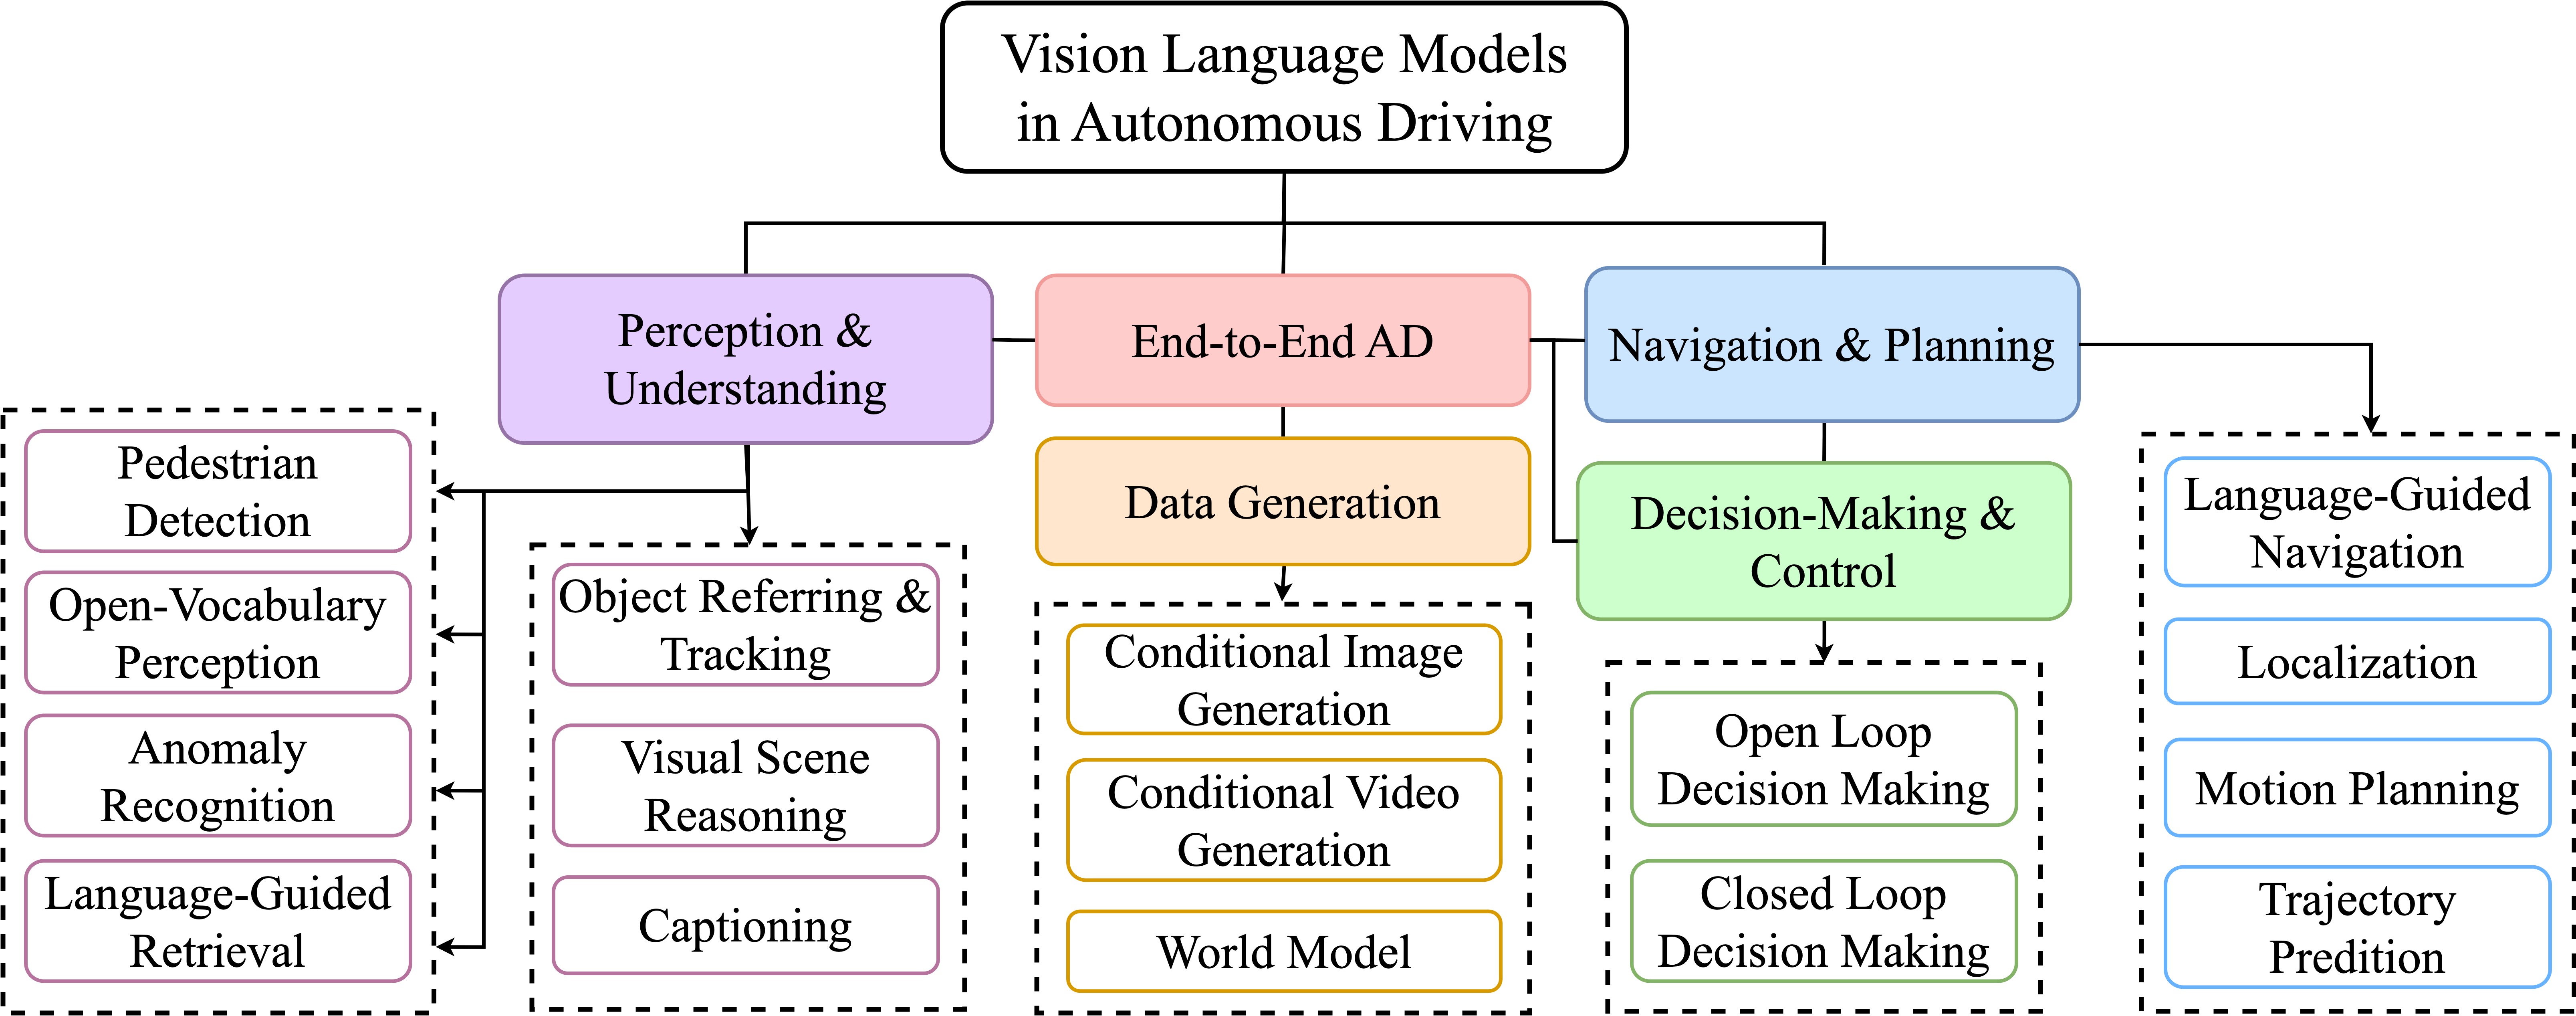 Vision Language Models
in Autonomous Driving
Perception &
Understanding
End-to-End AD
Navigation & Planning
Data Generation
Decision-Making &
Control
Pedestrian
Detection
Open-Vocabulary
Perception
Anomaly
Recognition
Language-Guided
Retrieval
Object Referring &
Tracking
Visual Scene
Reasoning
Captioning
Conditional Image
Generation
Conditional Video
Generation
World Model
Open Loop
Decision Making
Closed Loop
Decision Making
Language-Guided
Navigation
Localization
Motion Planning
Trajectory
Predition